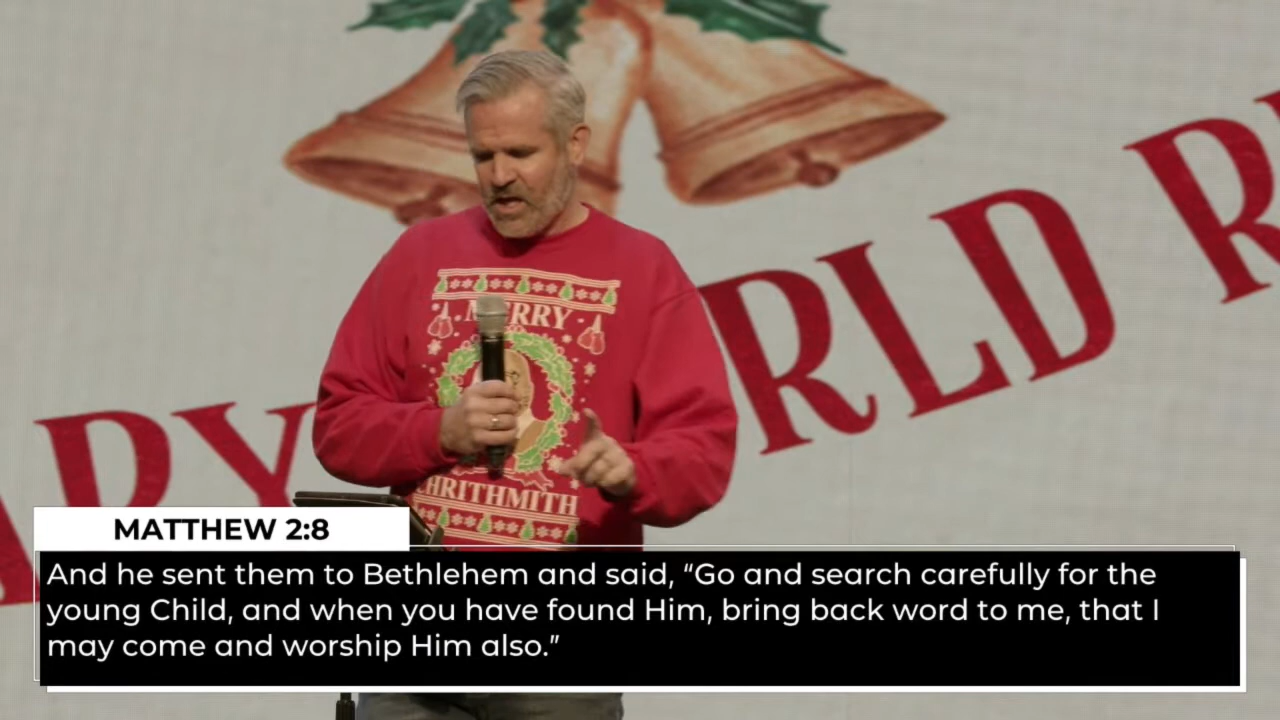 ARY WORLD R
MERRY
CHRITHMITH
MATTHEW 2:8
And he sent them to Bethlehem and said, “Go and search carefully for the
young Child, and when you have found Him, bring back word to me, that I
may come and worship Him also.”